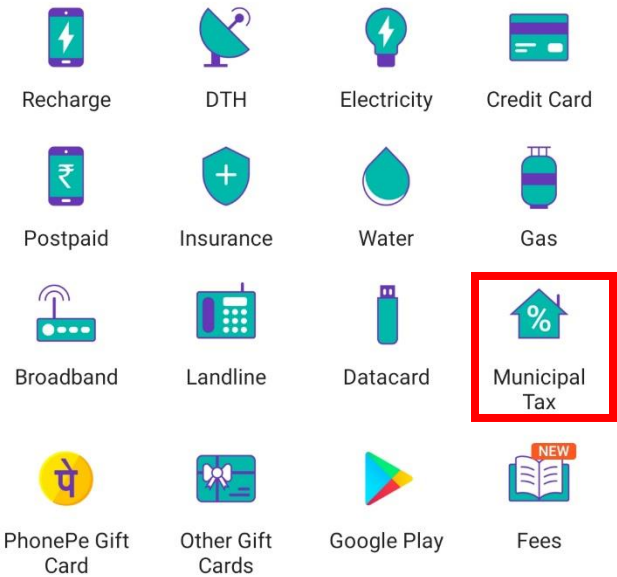 Recharge
DTH
Electricity
Credit Card
₹
Postpaid
Insurance
Water
Gas
Broadband
Landline
Datacard
%
Municipal
Tax
पे
PhonePe Gift
Card
Other Gift
Cards
Google Play
NEW
Fees